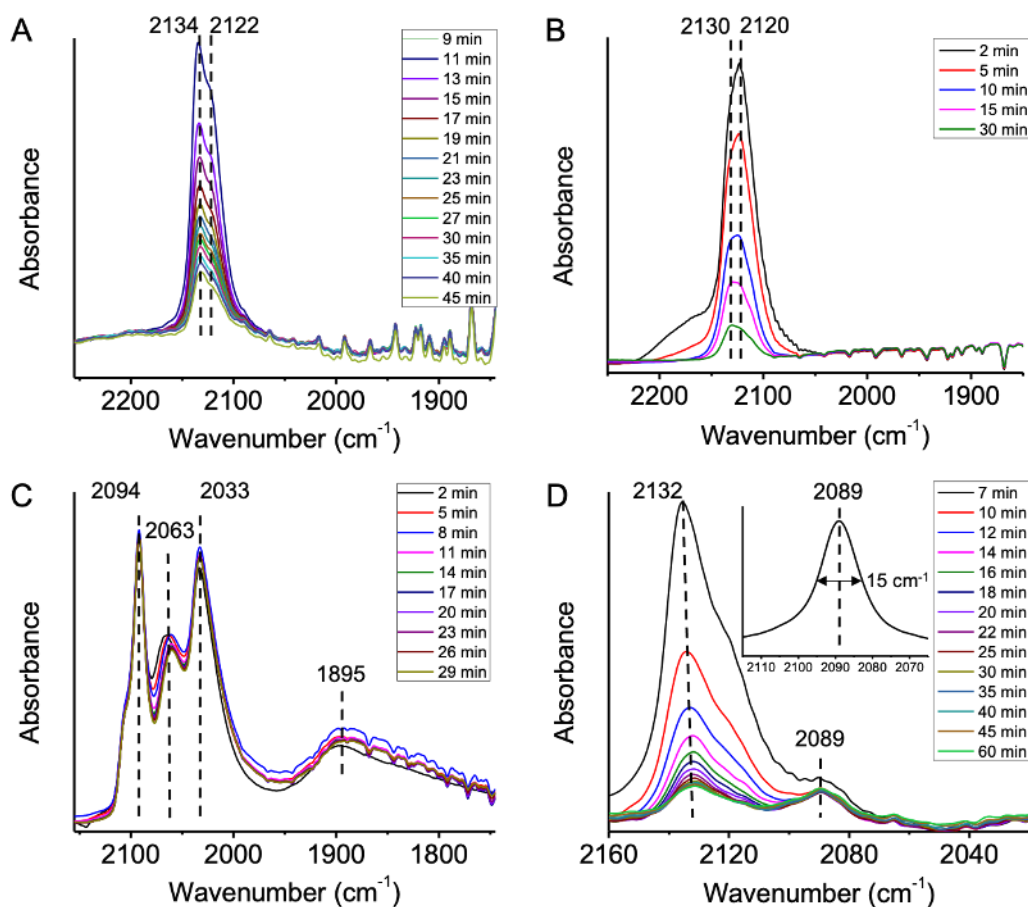 A
2134 2122
9 min
11 min
13 min
15 min
17 min
19 min
21 min
23 min
25 min
27 min
30 min
35 min
40 min
45 min
Absorbance
2200 2100 2000 1900
Wavenumber (cm-1)
B
2130 2120
2 min
5 min
10 min
15 min
30 min
Absorbance
2200 2100 2000 1900
Wavenumber (cm-1)
C
2094 2033
2063
1895
2 min
5 min
8 min
11 min
14 min
17 min
20 min
23 min
26 min
29 min
Absorbance
2100 2000 1900 1800
Wavenumber (cm-1)
D
2132
2089
15 cm-1
2110 2100 2090 2080 2070
2089
7 min
10 min
12 min
14 min
16 min
18 min
20 min
22 min
25 min
30 min
35 min
40 min
45 min
60 min
Absorbance
2160 2120 2080 2040
Wavenumber (cm-1)